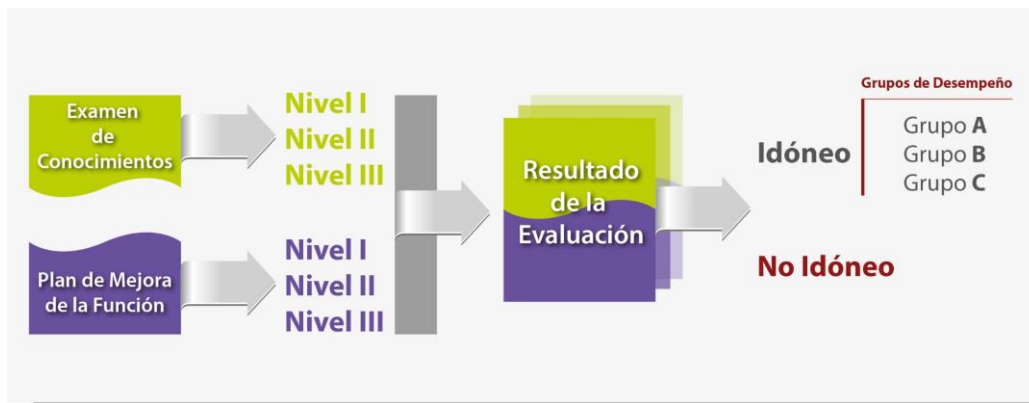 Examen
de
Conocimientos
Nivel I
Nivel II
Nivel III
Plan de Mejora
de la Función
Nivel I
Nivel II
Nivel III
Resultado
de la
Evaluación
Idóneo
Grupos de Desempeño
Grupo A
Grupo B
Grupo C
No Idóneo